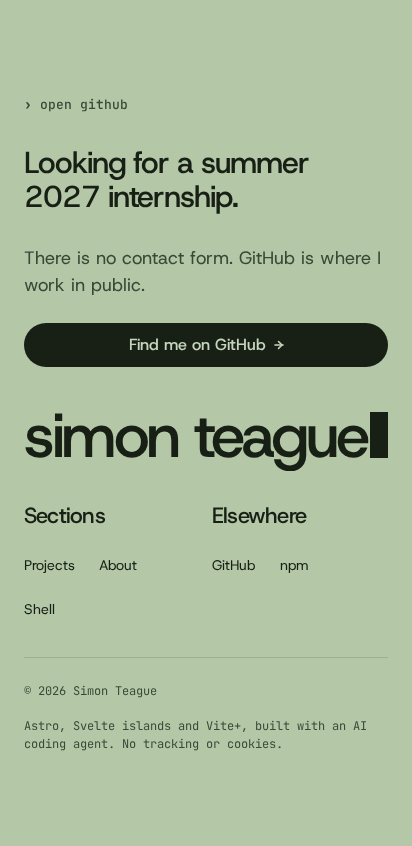 › open github
Looking for a summer
2027 internship.
There is no contact form. GitHub is where I
work in public.
Find me on GitHub →
simon teague
Sections
Projects About
Shell
Elsewhere
GitHub npm
© 2026 Simon Teague
Astro, Svelte islands and Vite+, built with an AI
coding agent. No tracking or cookies.